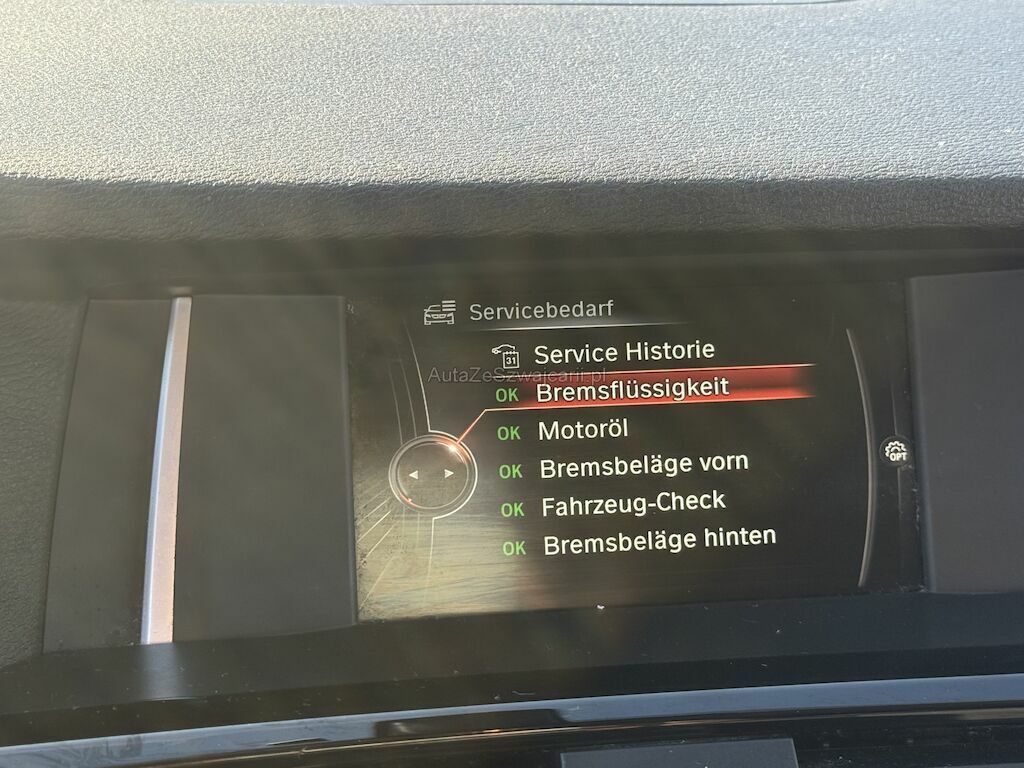 Servicebedarf
31 Service Historie
AutaZeSzwajcarii.pl
OK Bremsflüssigkeit
OK Motoröl
OK Bremsbeläge vorn
OPT
OK Fahrzeug-Check
OK Bremsbeläge hinten